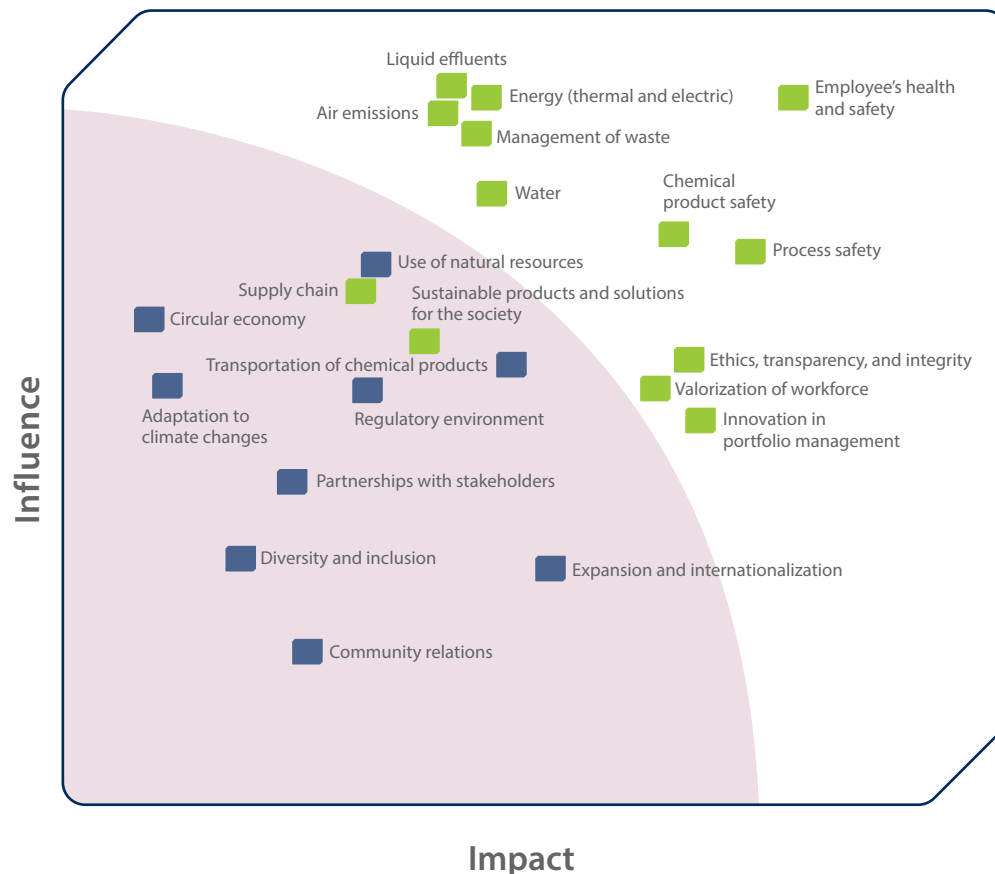 Liquid effluents
Energy (thermal and electric)
Employee’s health
and safety
Air emissions
Management of waste
Water
Chemical
product safety
Process safety
Use of natural resources
Supply chain
Sustainable products and solutions
for the society
Circular economy
Transportation of chemical products
Ethics, transparency, and integrity
Valorization of workforce
Adaptation to
climate changes
Regulatory environment
Innovation in
portfolio management
Partnerships with stakeholders
Diversity and inclusion
Expansion and internationalization
Community relations
Influence
Impact